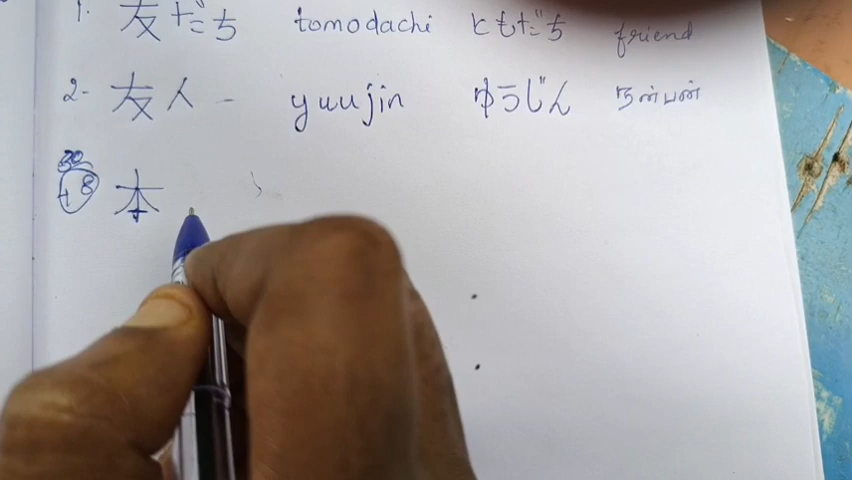 1. 友だち tomodachi ともだち friend
2- 友人 - yuujin ゆうじん நண்பன்
本